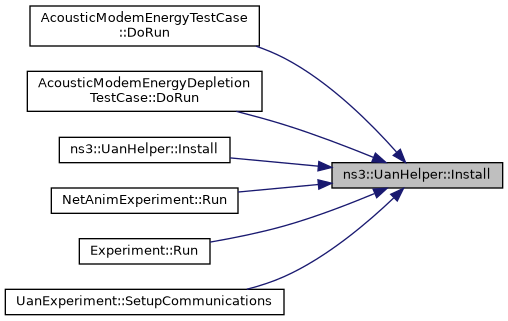 AcousticModemEnergyTestCase
::DoRun
AcousticModemEnergyDepletion
TestCase::DoRun
ns3::UanHelper::Install
ns3::UanHelper::Install
NetAnimExperiment::Run
Experiment::Run
UanExperiment::SetupCommunications